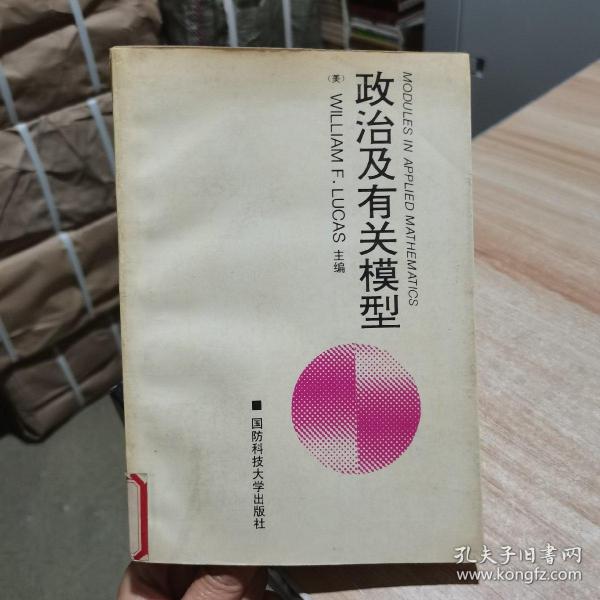 MODULES IN APPLIED MATHEMATICS
政治及有关模型
（美）WILLIAM F. LUCAS 主编
■ 国防科技大学出版社
孔夫子旧书网
www.kongfz.com